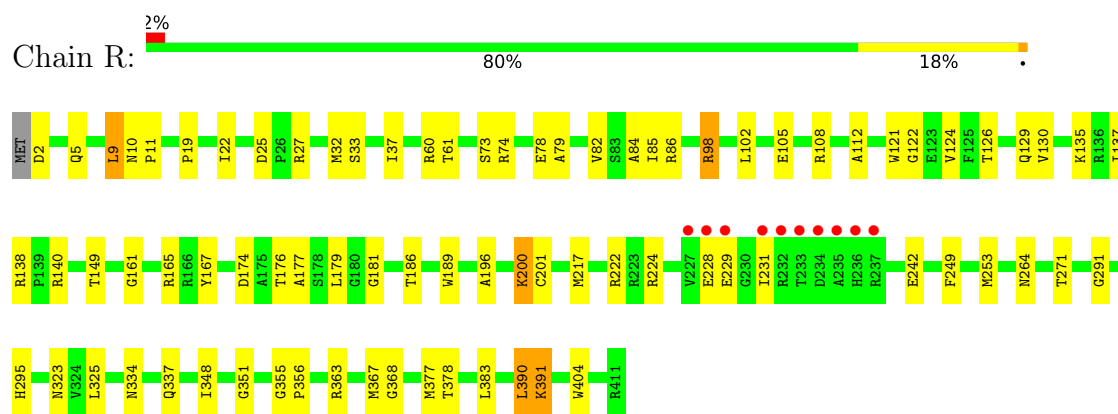 2%
Chain R:
80% 18% •
MET D2 Q5 L9 N10 P11 P19 I22 D25 P26 R27 M32 S33 I37 R60 T61 S73 R74 E78 A79 V82 S83 A84 I85 R86 R98 L102 E105 R108 A112 W121 G122 E123 V124 F125 T126 Q129 V130 K135 R136 I137
R138 P139 R140 T149 G161 R165 R166 Y167 D174 A175 T176 A177 S178 L179 G180 G181 T186 W189 A196 K200 C201 M217 R222 R223 R224 V227 E228 E229 G230 I231 R232 T233 D234 A235 H236 R237 E242 F249 M253 N264 T271 G291
H295 N323 V324 L325 N334 Q337 I348 G351 G355 P356 R363 M367 G368 M377 T378 L383 L390 K391 W404 R411